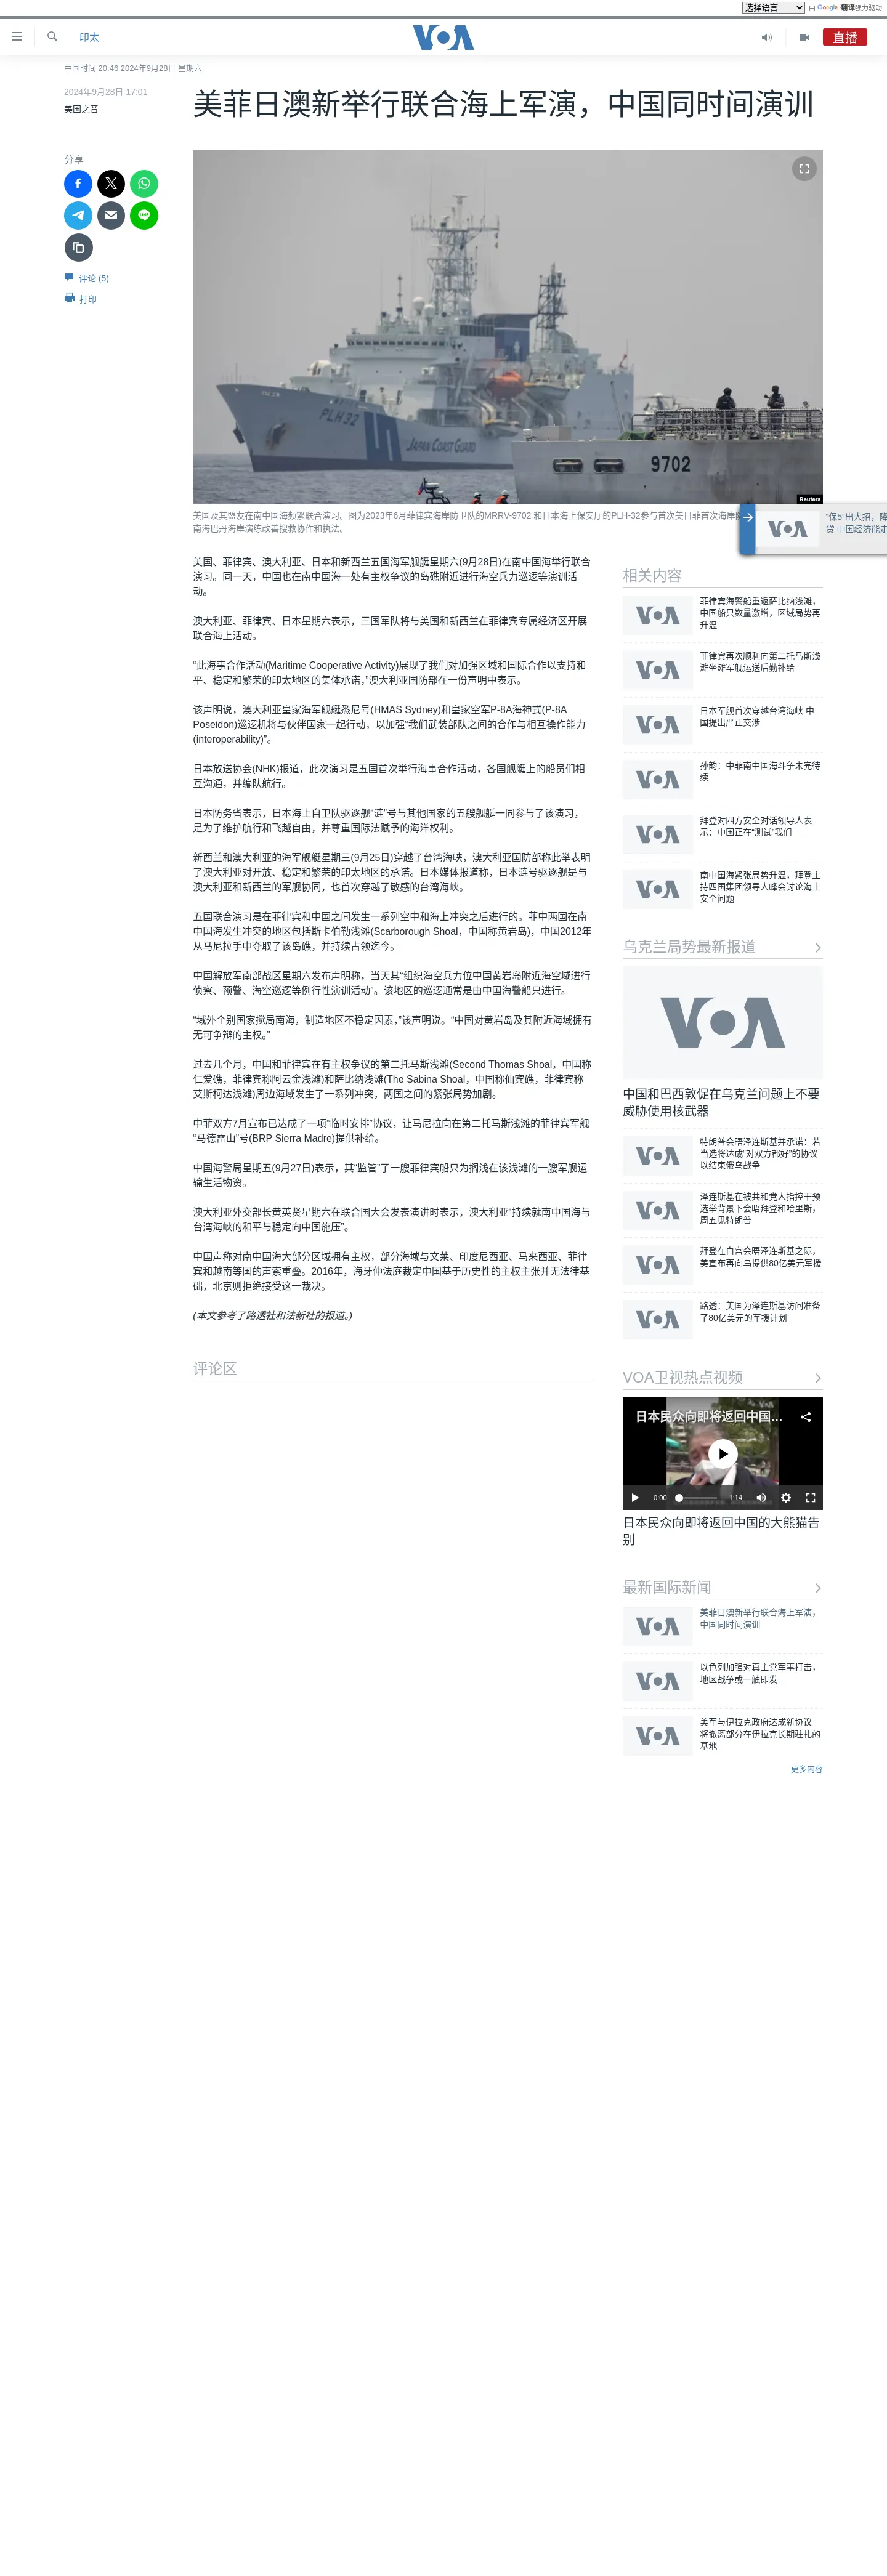 选择语言
由 Google 翻译强力驱动
印太
VOA
直播
中国时间 20:46 2024年9月28日 星期六
2024年9月28日 17:01
美国之音
美菲日澳新举行联合海上军演，中国同时间演训
分享
评论 (5)
打印
PLH32
JAPAN COAST GUARD
9702
Reuters
美国及其盟友在南中国海频繁联合演习。图为2023年6月菲律宾海岸防卫队的MRRV-9702 和日本海上保安厅的PLH-32参与首次美日菲首次海岸
南海巴丹海岸演练改善搜救协作和执法。
VOA
“保5”出大招，降
贷 中国经济能走
美国、菲律宾、澳大利亚、日本和新西兰五国海军舰艇星期六(9月28日)在南中国海举行联合
演习。同一天，中国也在南中国海一处有主权争议的岛礁附近进行海空兵力巡逻等演训活
动。
澳大利亚、菲律宾、日本星期六表示，三国军队将与美国和新西兰在菲律宾专属经济区开展
联合海上活动。
“此海事合作活动(Maritime Cooperative Activity)展现了我们对加强区域和国际合作以支持和
平、稳定和繁荣的印太地区的集体承诺，”澳大利亚国防部在一份声明中表示。
该声明说，澳大利亚皇家海军舰艇悉尼号(HMAS Sydney)和皇家空军P-8A海神式(P-8A
Poseidon)巡逻机将与伙伴国家一起行动，以加强“我们武装部队之间的合作与相互操作能力
(interoperability)”。
日本放送协会(NHK)报道，此次演习是五国首次举行海事合作活动，各国舰艇上的船员们相
互沟通，并编队航行。
日本防务省表示，日本海上自卫队驱逐舰“涟”号与其他国家的五艘舰艇一同参与了该演习，
是为了维护航行和飞越自由，并尊重国际法赋予的海洋权利。
新西兰和澳大利亚的海军舰艇星期三(9月25日)穿越了台湾海峡，澳大利亚国防部称此举表明
了澳大利亚对开放、稳定和繁荣的印太地区的承诺。日本媒体报道称，日本涟号驱逐舰是与
澳大利亚和新西兰的军舰协同，也首次穿越了敏感的台湾海峡。
五国联合演习是在菲律宾和中国之间发生一系列空中和海上冲突之后进行的。菲中两国在南
中国海发生冲突的地区包括斯卡伯勒浅滩(Scarborough Shoal，中国称黄岩岛)，中国2012年
从马尼拉手中夺取了该岛礁，并持续占领迄今。
中国解放军南部战区星期六发布声明称，当天其“组织海空兵力位中国黄岩岛附近海空域进行
侦察、预警、海空巡逻等例行性演训活动”。该地区的巡逻通常是由中国海警船只进行。
“域外个别国家搅局南海，制造地区不稳定因素，”该声明说。“中国对黄岩岛及其附近海域拥有
无可争辩的主权。”
过去几个月，中国和菲律宾在有主权争议的第二托马斯浅滩(Second Thomas Shoal，中国称
仁爱礁，菲律宾称阿云金浅滩)和萨比纳浅滩(The Sabina Shoal，中国称仙宾礁，菲律宾称
艾斯柯达浅滩)周边海域发生了一系列冲突，两国之间的紧张局势加剧。
中菲双方7月宣布已达成了一项“临时安排”协议，让马尼拉向在第二托马斯浅滩的菲律宾军舰
“马德雷山”号(BRP Sierra Madre)提供补给。
中国海警局星期五(9月27日)表示，其“监管”了一艘菲律宾船只为搁浅在该浅滩的一艘军舰运
输生活物资。
澳大利亚外交部长黄英贤星期六在联合国大会发表演讲时表示，澳大利亚“持续就南中国海与
台湾海峡的和平与稳定向中国施压”。
中国声称对南中国海大部分区域拥有主权，部分海域与文莱、印度尼西亚、马来西亚、菲律
宾和越南等国的声索重叠。2016年，海牙仲法庭裁定中国基于历史性的主权主张并无法律基
础，北京则拒绝接受这一裁决。
(本文参考了路透社和法新社的报道。)
评论区
相关内容
VOA
菲律宾海警船重返萨比纳浅滩，
中国船只数量激增，区域局势再
升温
VOA
菲律宾再次顺利向第二托马斯浅
滩坐滩军舰运送后勤补给
VOA
日本军舰首次穿越台湾海峡 中
国提出严正交涉
VOA
孙韵：中菲南中国海斗争未完待
续
VOA
拜登对四方安全对话领导人表
示：中国正在“测试”我们
VOA
南中国海紧张局势升温，拜登主
持四国集团领导人峰会讨论海上
安全问题
乌克兰局势最新报道
VOA
中国和巴西敦促在乌克兰问题上不要
威胁使用核武器
VOA
特朗普会晤泽连斯基并承诺：若
当选将达成“对双方都好”的协议
以结束俄乌战争
VOA
泽连斯基在被共和党人指控干预
选举背景下会晤拜登和哈里斯，
周五见特朗普
VOA
拜登在白宫会晤泽连斯基之际，
美宣布再向乌提供80亿美元军援
VOA
路透：美国为泽连斯基访问准备
了80亿美元的军援计划
VOA卫视热点视频
日本民众向即将返回中国...
VOA
0:00
1:14
日本民众向即将返回中国的大熊猫告
别
最新国际新闻
VOA
美菲日澳新举行联合海上军演，
中国同时间演训
VOA
以色列加强对真主党军事打击，
地区战争或一触即发
VOA
美军与伊拉克政府达成新协议
将撤离部分在伊拉克长期驻扎的
基地
更多内容